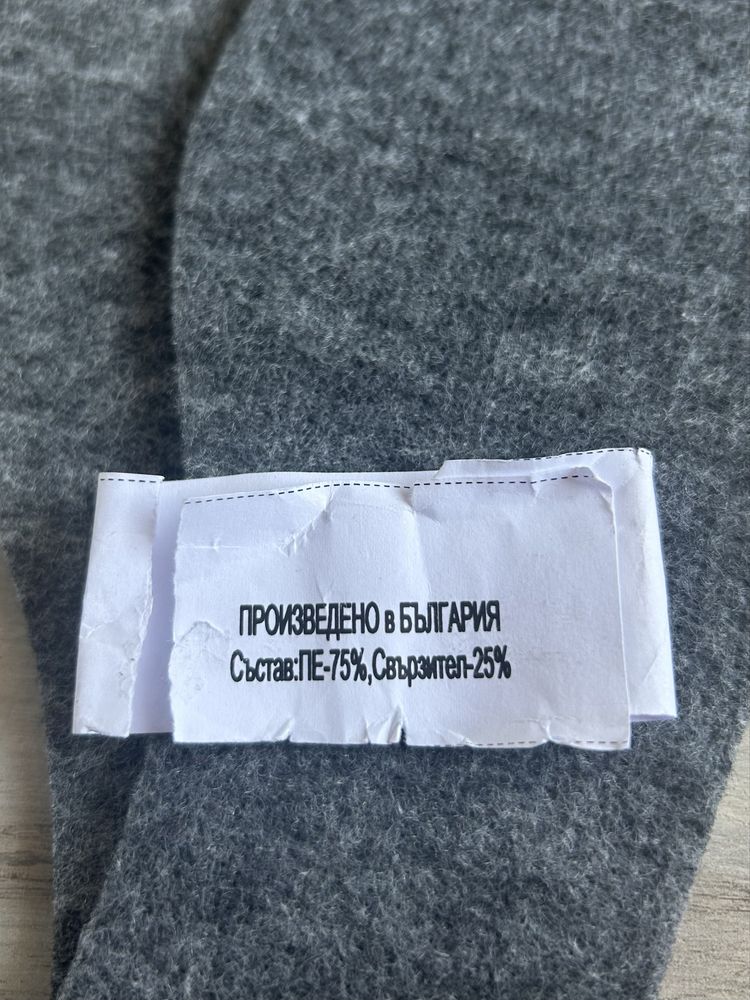 ПРОИЗВЕДЕНО в БЪЛГАРИЯ
Състав:ПЕ-75%,Свързител-25%